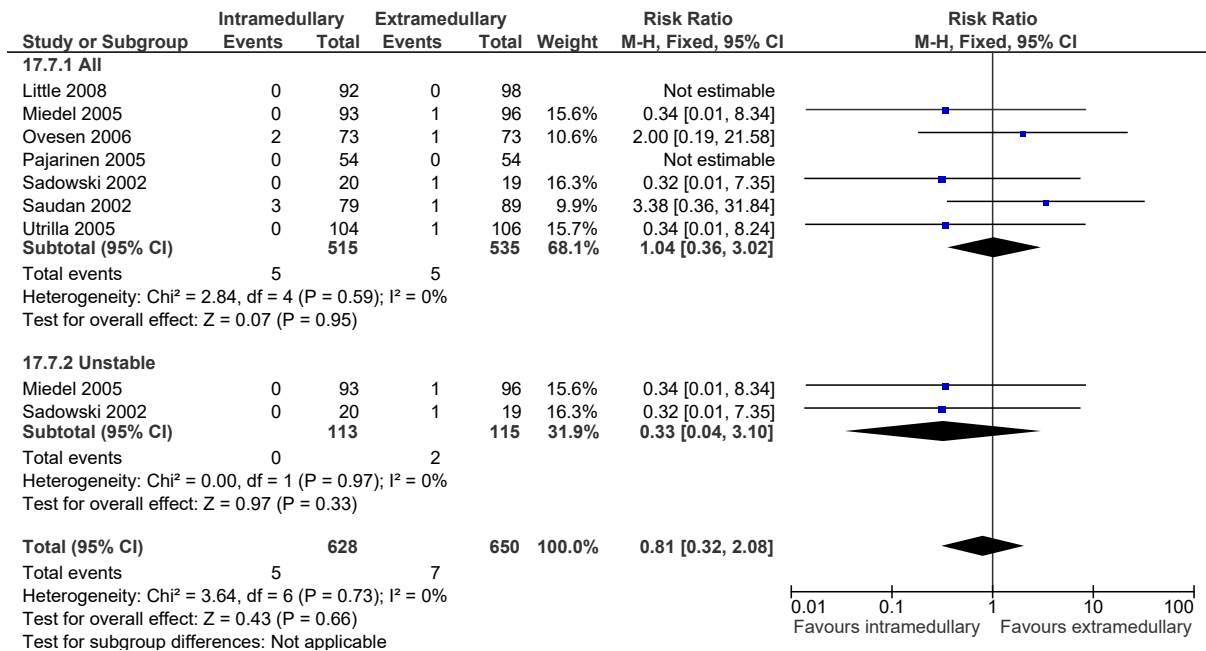 Intramedullary Extramedullary Risk Ratio Risk Ratio
Study or Subgroup Events Total Events Total Weight M-H, Fixed, 95% CI M-H, Fixed, 95% CI
17.7.1 All
Little 2008 0 92 0 98 Not estimable
Miedel 2005 0 93 1 96 15.6% 0.34 [0.01, 8.34]
Ovesen 2006 2 73 1 73 10.6% 2.00 [0.19, 21.58]
Pajarinen 2005 0 54 0 54 Not estimable
Sadowski 2002 0 20 1 19 16.3% 0.32 [0.01, 7.35]
Saudan 2002 3 79 1 89 9.9% 3.38 [0.36, 31.84]
Utrilla 2005 0 104 1 106 15.7% 0.34 [0.01, 8.24]
Subtotal (95% CI) 515 535 68.1% 1.04 [0.36, 3.02]
Total events 5 5
Heterogeneity: Chi² = 2.84, df = 4 (P = 0.59); I² = 0%
Test for overall effect: Z = 0.07 (P = 0.95)
17.7.2 Unstable
Miedel 2005 0 93 1 96 15.6% 0.34 [0.01, 8.34]
Sadowski 2002 0 20 1 19 16.3% 0.32 [0.01, 7.35]
Subtotal (95% CI) 113 115 31.9% 0.33 [0.04, 3.10]
Total events 0 2
Heterogeneity: Chi² = 0.00, df = 1 (P = 0.97); I² = 0%
Test for overall effect: Z = 0.97 (P = 0.33)
Total (95% CI) 628 650 100.0% 0.81 [0.32, 2.08]
Total events 5 7
Heterogeneity: Chi² = 3.64, df = 6 (P = 0.73); I² = 0%
Test for overall effect: Z = 0.43 (P = 0.66)
Test for subgroup differences: Not applicable
0.01 0.1 1 10 100
Favours intramedullary Favours extramedullary